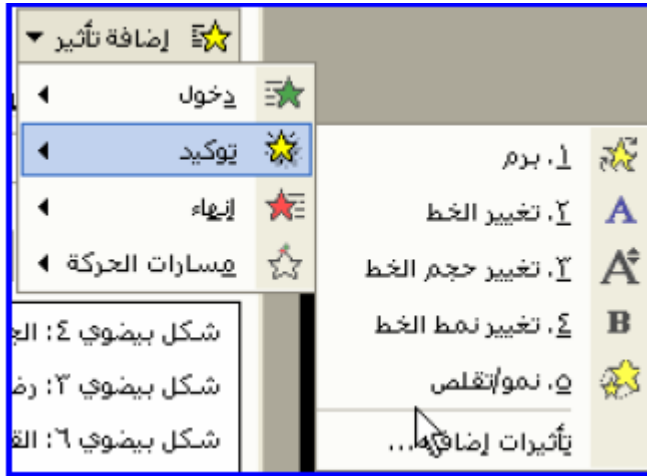 إضافة تأثير
دخول
توكيد
إنهاء
مسارات الحركة
١. برم
٢. تغيير الخط
٣. تغيير حجم الخط
٤. تغيير نمط الخط
٥. نمو/تقلص
تأثيرات إضافية...
شكل بيضوي ٤:
شكل بيضوي ٣:
شكل بيضوي ٦: